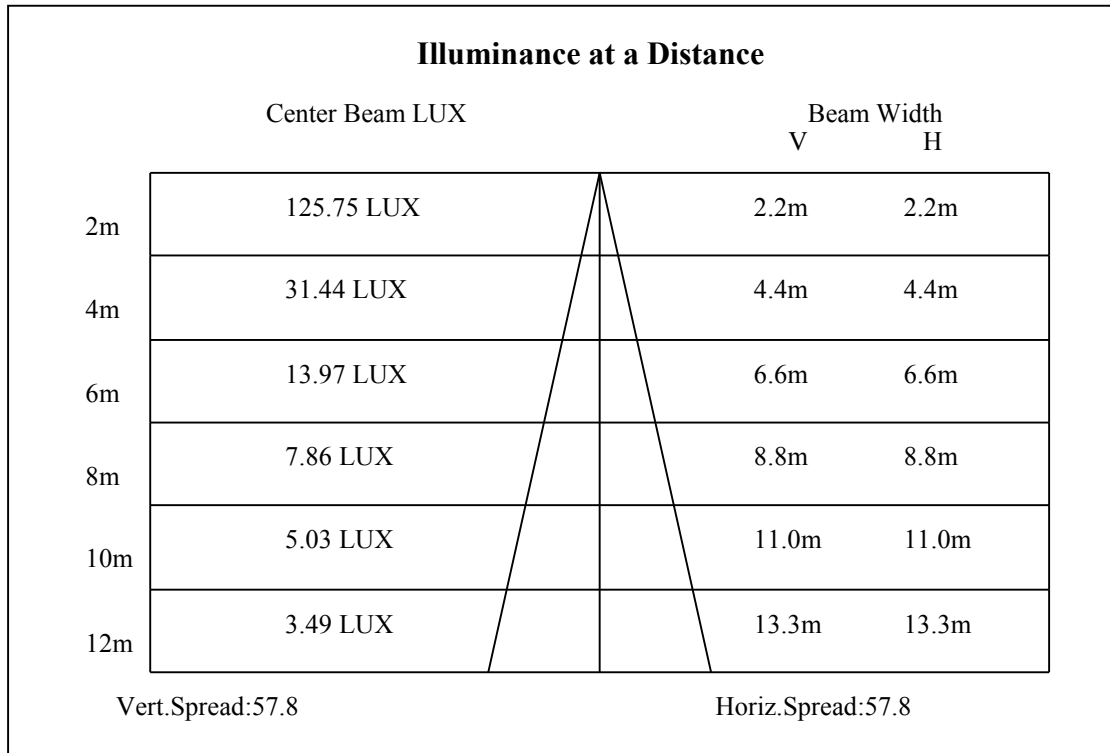 Illuminance at a Distance
Center Beam LUX Beam Width
V H
2m 125.75 LUX 2.2m 2.2m
4m 31.44 LUX 4.4m 4.4m
6m 13.97 LUX 6.6m 6.6m
8m 7.86 LUX 8.8m 8.8m
10m 5.03 LUX 11.0m 11.0m
12m 3.49 LUX 13.3m 13.3m
Vert.Spread:57.8 Horiz.Spread:57.8